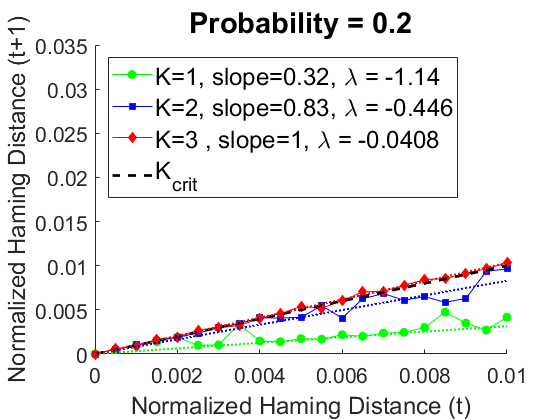 Probability = 0.2
Normalized Haming Distance (t+1)
0.035
0.03
0.025
0.02
0.015
0.01
0.005
0
K=1, slope=0.32, λ = -1.14
K=2, slope=0.83, λ = -0.446
K=3 , slope=1, λ = -0.0408
Kcrit
0 0.002 0.004 0.006 0.008 0.01
Normalized Haming Distance (t)